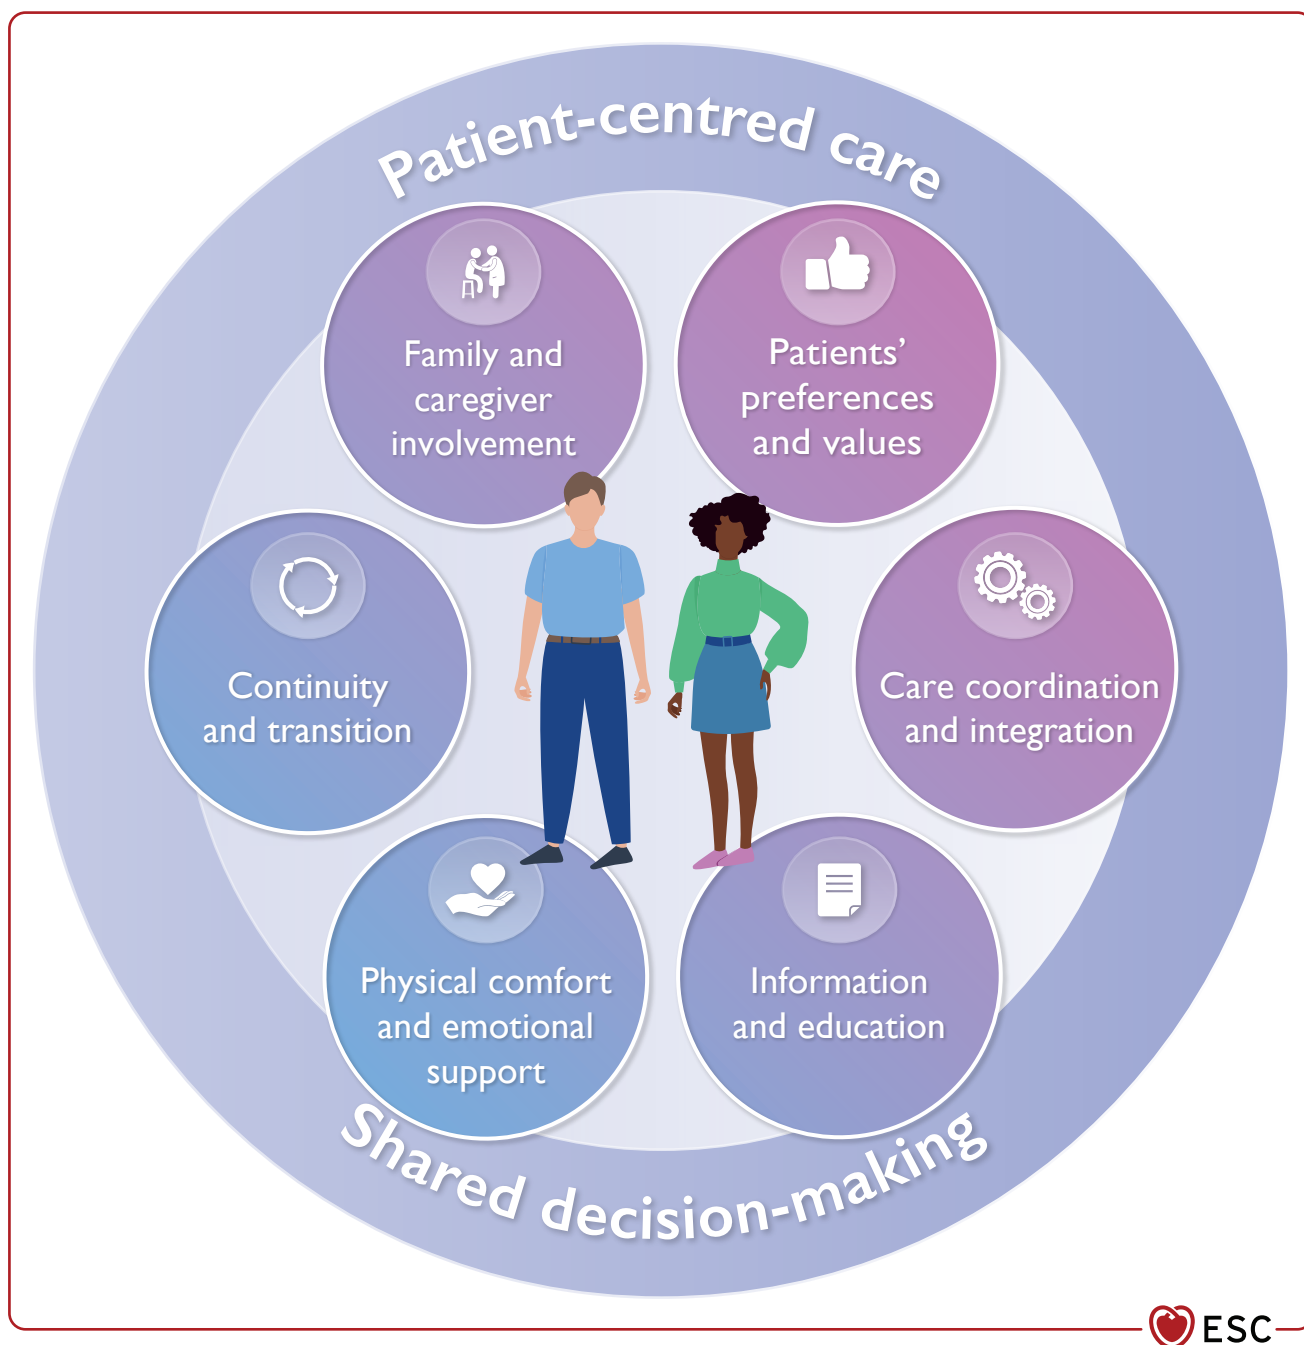 Patient-centred care
Family and
caregiver
involvement
Patients’
preferences
and values
Continuity
and transition
Care coordination
and integration
Physical comfort
and emotional
support
Information
and education
Shared decision-making
ESC